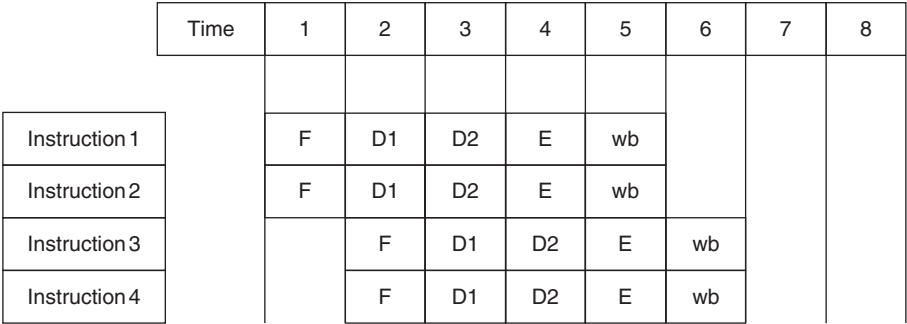 Time 1 2 3 4 5 6 7 8
Instruction 1 F D1 D2 E wb
Instruction 2 F D1 D2 E wb
Instruction 3 F D1 D2 E wb
Instruction 4 F D1 D2 E wb